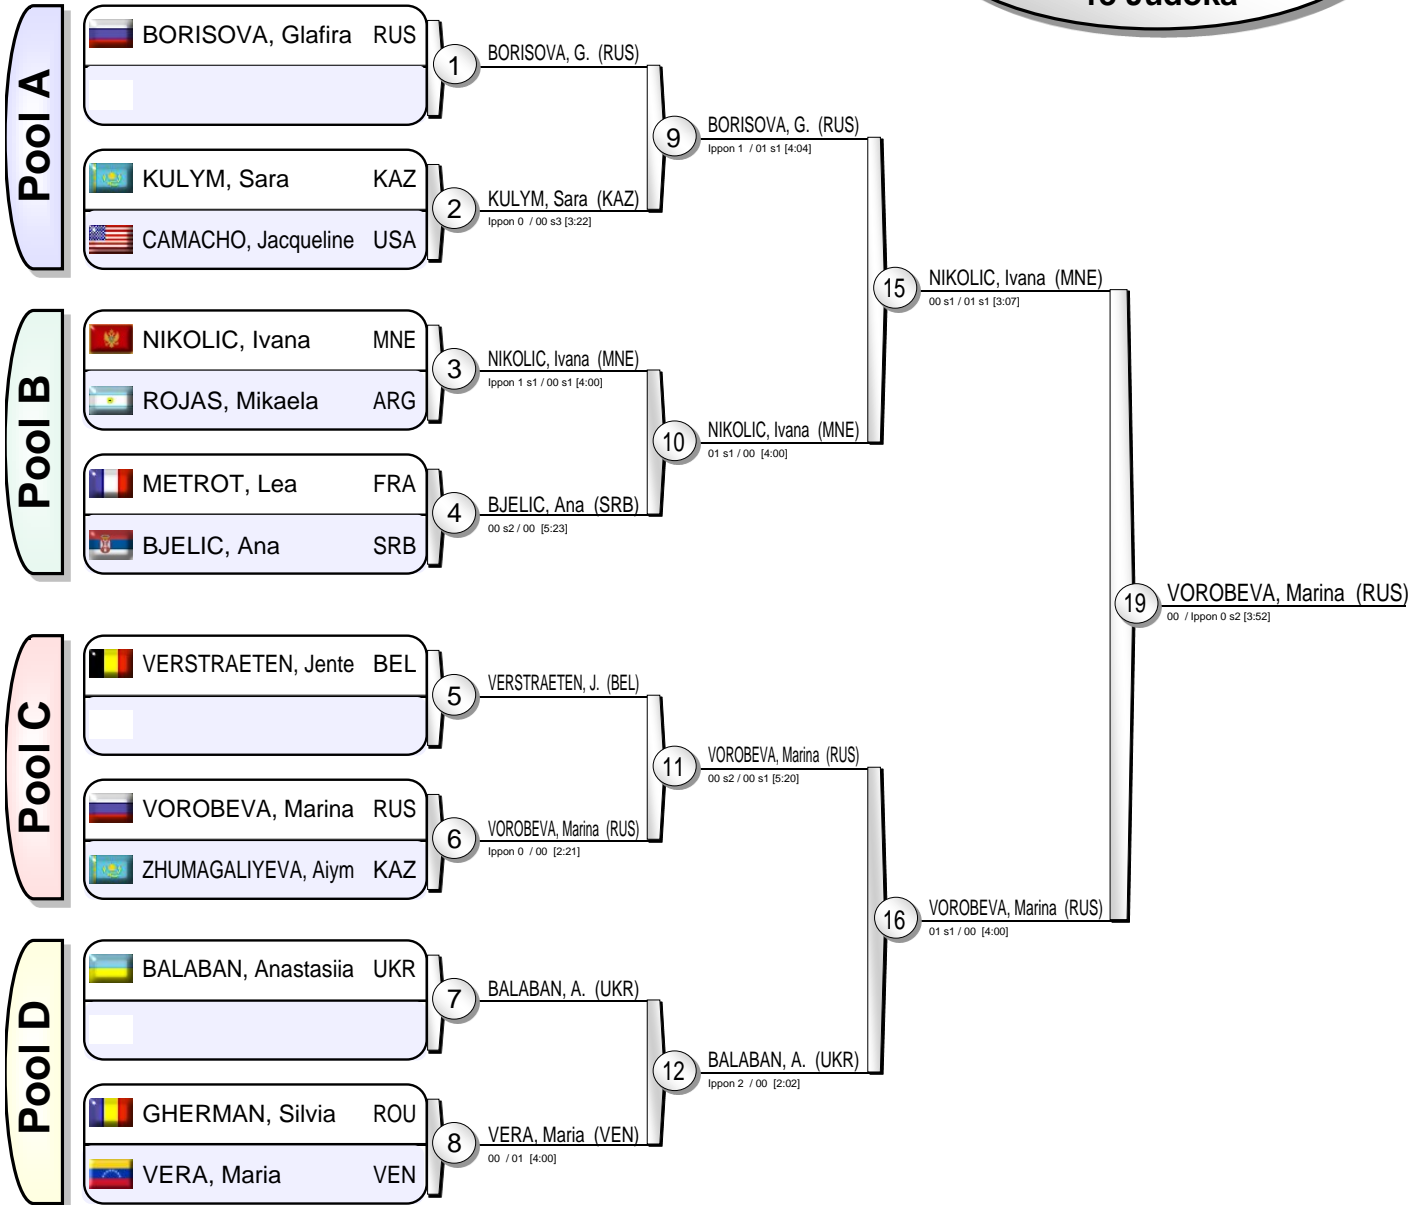 13 Judoka
Pool A
BORISOVA, Glafira RUS
KULYM, Sara KAZ
CAMACHO, Jacqueline USA
1
BORISOVA, G. (RUS)
2
KULYM, Sara (KAZ)
Ippon 0 / 00 s3 [3:22]
9
BORISOVA, G. (RUS)
Ippon 1 / 01 s1 [4:04]
Pool B
NIKOLIC, Ivana MNE
ROJAS, Mikaela ARG
METROT, Lea FRA
BJELIC, Ana SRB
3
NIKOLIC, Ivana (MNE)
Ippon 1 s1 / 00 s1 [4:00]
4
BJELIC, Ana (SRB)
00 s2 / 00 [5:23]
10
NIKOLIC, Ivana (MNE)
01 s1 / 00 [4:00]
15
NIKOLIC, Ivana (MNE)
00 s1 / 01 s1 [3:07]
Pool C
VERSTRAETEN, Jente BEL
VOROBEVA, Marina RUS
ZHUMAGALIYEVA, Aiym KAZ
5
VERSTRAETEN, J. (BEL)
6
VOROBEVA, Marina (RUS)
Ippon 0 / 00 [2:21]
11
VOROBEVA, Marina (RUS)
00 s2 / 00 s1 [5:20]
Pool D
BALABAN, Anastasiia UKR
GHERMAN, Silvia ROU
VERA, Maria VEN
7
BALABAN, A. (UKR)
8
VERA, Maria (VEN)
00 / 01 [4:00]
12
BALABAN, A. (UKR)
Ippon 2 / 00 [2:02]
16
VOROBEVA, Marina (RUS)
01 s1 / 00 [4:00]
19
VOROBEVA, Marina (RUS)
00 / Ippon 0 s2 [3:52]